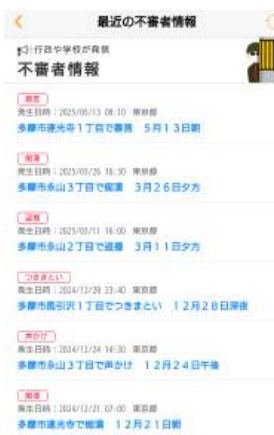 最近の不審者情報
行政や学校が発信
不審者情報
暴言
発生日時：2025/05/13 08:10 東京都
多摩市連光寺1丁目で暴言 5月13日朝
痴漢
発生日時：2025/03/26 16:30 東京都
多摩市永山3丁目で痴漢 3月26日夕方
盗撮
発生日時：2025/03/11 16:00 東京都
多摩市永山2丁目で盗撮 3月11日夕方
つきまとい
発生日時：2024/12/28 23:40 東京都
多摩市馬引沢1丁目でつきまとい 12月28日深夜
声かけ
発生日時：2024/12/24 14:30 東京都
多摩市永山3丁目で声かけ 12月24日午後
痴漢
発生日時：2024/12/21 07:00 東京都
多摩市連光寺で痴漢 12月21日朝